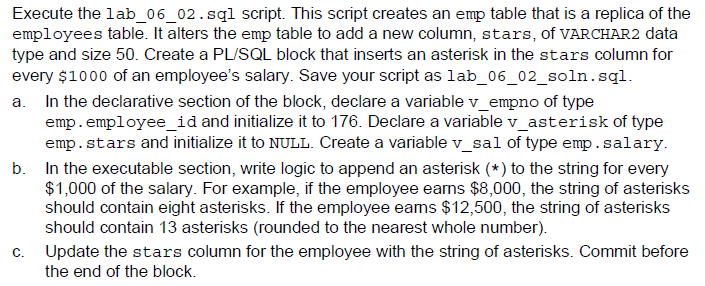 Execute the lab_06_02.sql script. This script creates an emp table that is a replica of the
employees table. It alters the emp table to add a new column, stars, of VARCHAR2 data
type and size 50. Create a PL/SQL block that inserts an asterisk in the stars column for
every $1000 of an employee's salary. Save your script as lab_06_02_soln.sql.
a. In the declarative section of the block, declare a variable v_empno of type
emp.employee_id and initialize it to 176. Declare a variable v_asterisk of type
emp.stars and initialize it to NULL. Create a variable v_sal of type emp.salary.
b. In the executable section, write logic to append an asterisk (*) to the string for every
$1,000 of the salary. For example, if the employee earns $8,000, the string of asterisks
should contain eight asterisks. If the employee earns $12,500, the string of asterisks
should contain 13 asterisks (rounded to the nearest whole number).
c. Update the stars column for the employee with the string of asterisks. Commit before
the end of the block.